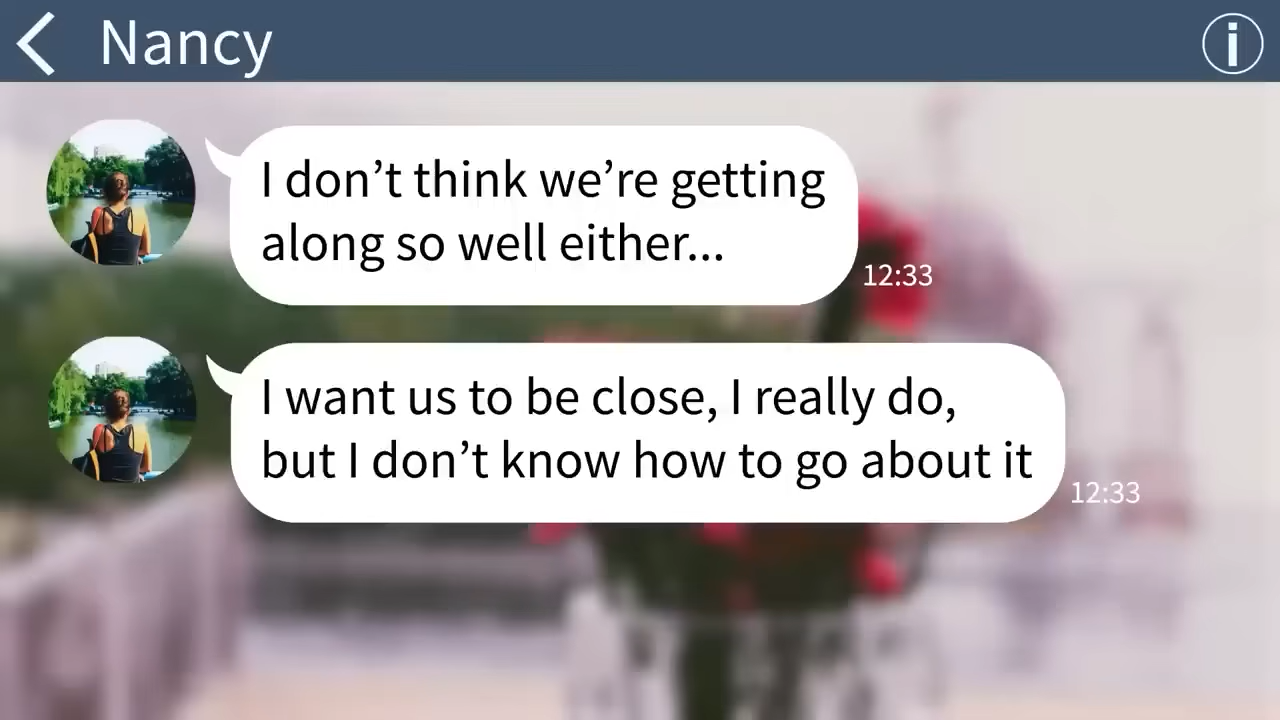 Nancy
I don’t think we’re getting
along so well either...
12:33
I want us to be close, I really do,
but I don’t know how to go about it
12:33